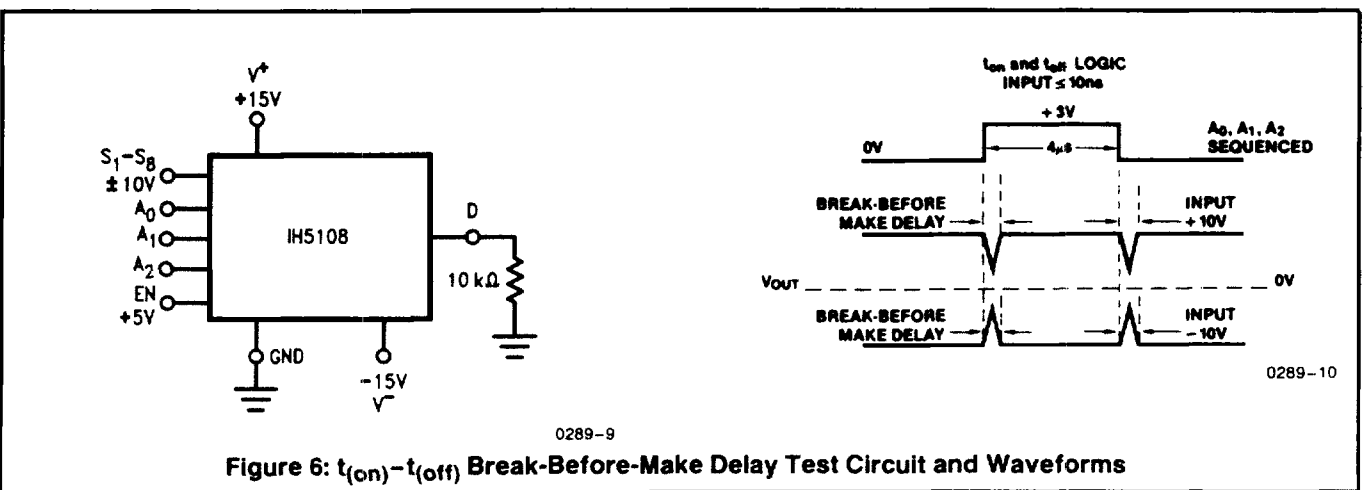 V+
+15V
S1-S8
±10V
A0
A1
A2
EN
+5V
IH5108
D
10 kΩ
GND
-15V
V-
0289-9
ton and toff LOGIC
INPUT ≤ 10ns
+3V
0V
4μs
A0, A1, A2
SEQUENCED
BREAK-BEFORE
MAKE DELAY
INPUT
+10V
VOUT
0V
BREAK-BEFORE
MAKE DELAY
INPUT
-10V
0289-10
Figure 6: t(on)-t(off) Break-Before-Make Delay Test Circuit and Waveforms